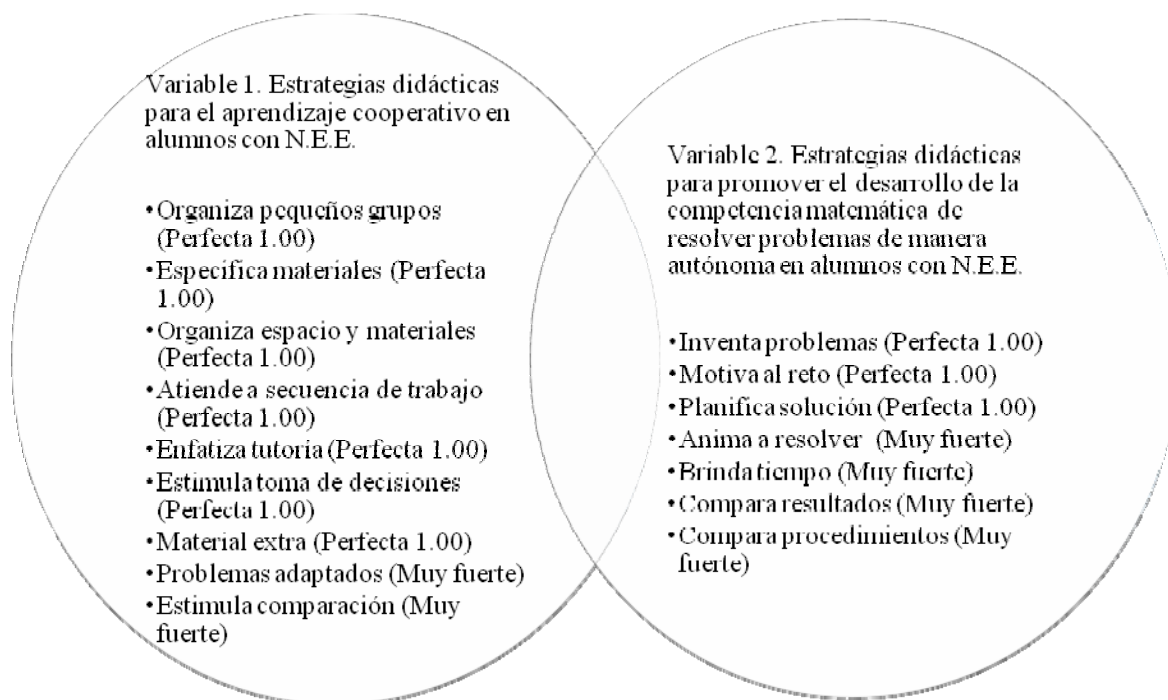 Variable 1. Estrategias didácticas
para el aprendizaje cooperativo en
alumnos con N.E.E.
•Organiza pequeños grupos
(Perfecta 1.00)
•Especifica materiales (Perfecta
1.00)
•Organiza espacio y materiales
(Perfecta 1.00)
•Atiende a secuencia de trabajo
(Perfecta 1.00)
•Enfatiza tutoría (Perfecta 1.00)
•Estimula toma de decisiones
(Perfecta 1.00)
•Material extra (Perfecta 1.00)
•Problemas adaptados (Muy fuerte)
•Estimula comparación (Muy
fuerte)
Variable 2. Estrategias didácticas
para promover el desarrollo de la
competencia matemática de
resolver problemas de manera
autónoma en alumnos con N.E.E.
•Inventa problemas (Perfecta 1.00)
•Motiva al reto (Perfecta 1.00)
•Planifica solución (Perfecta 1.00)
•Anima a resolver (Muy fuerte)
•Brinda tiempo (Muy fuerte)
•Compara resultados (Muy fuerte)
•Compara procedimientos (Muy
fuerte)